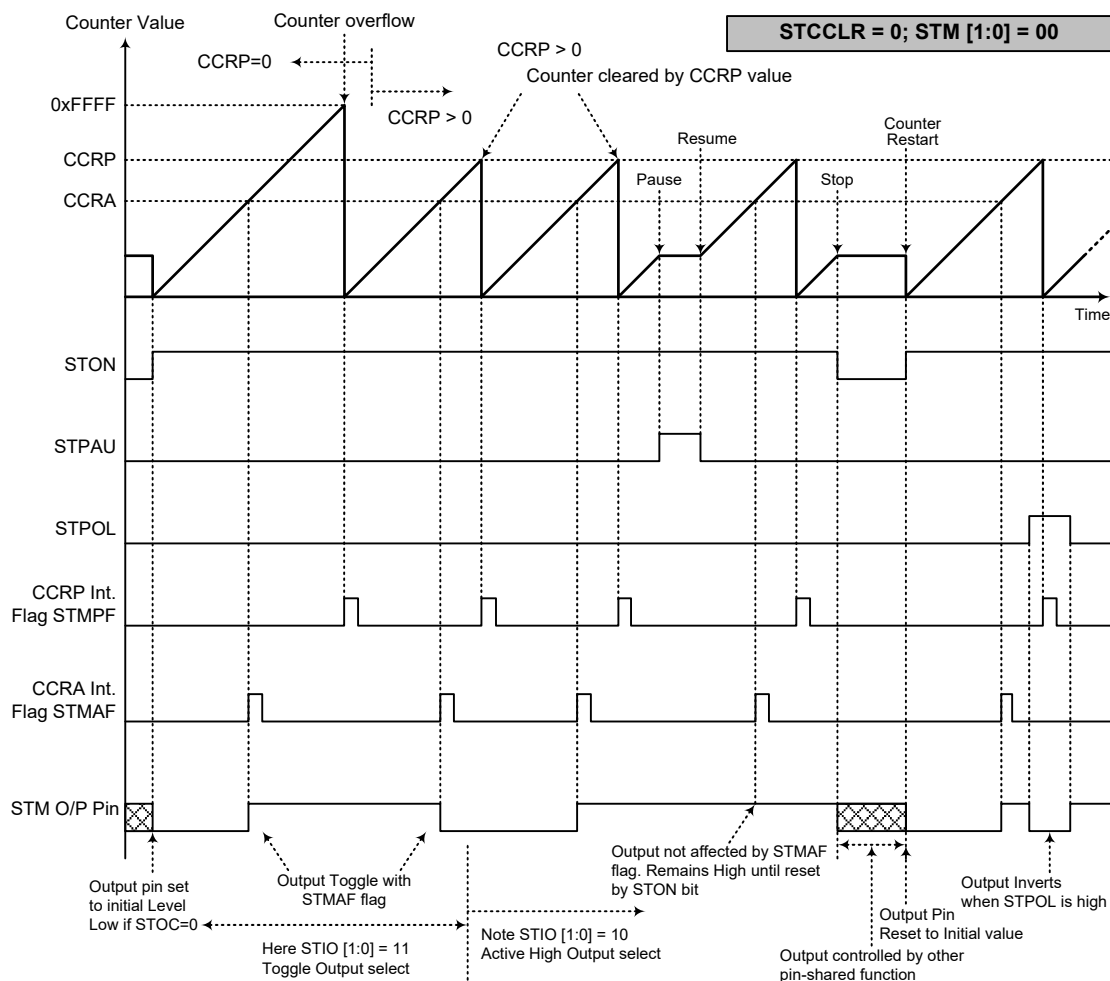 Counter Value
Counter overflow
STCCLR = 0; STM [1:0] = 00
CCRP=0
CCRP > 0
CCRP > 0
Counter cleared by CCRP value
0xFFFF
CCRP
CCRA
Pause
Resume
Stop
Counter
Restart
Time
STON
STPAU
STPOL
CCRP Int.
Flag STMPF
CCRA Int.
Flag STMAF
STM O/P Pin
Output pin set
to initial Level
Low if STOC=0
Output Toggle with
STMAF flag
Here STIO [1:0] = 11
Toggle Output select
Note STIO [1:0] = 10
Active High Output select
Output not affected by STMAF
flag. Remains High until reset
by STON bit
Output controlled by other
pin-shared function
Output Pin
Reset to Initial value
Output Inverts
when STPOL is high